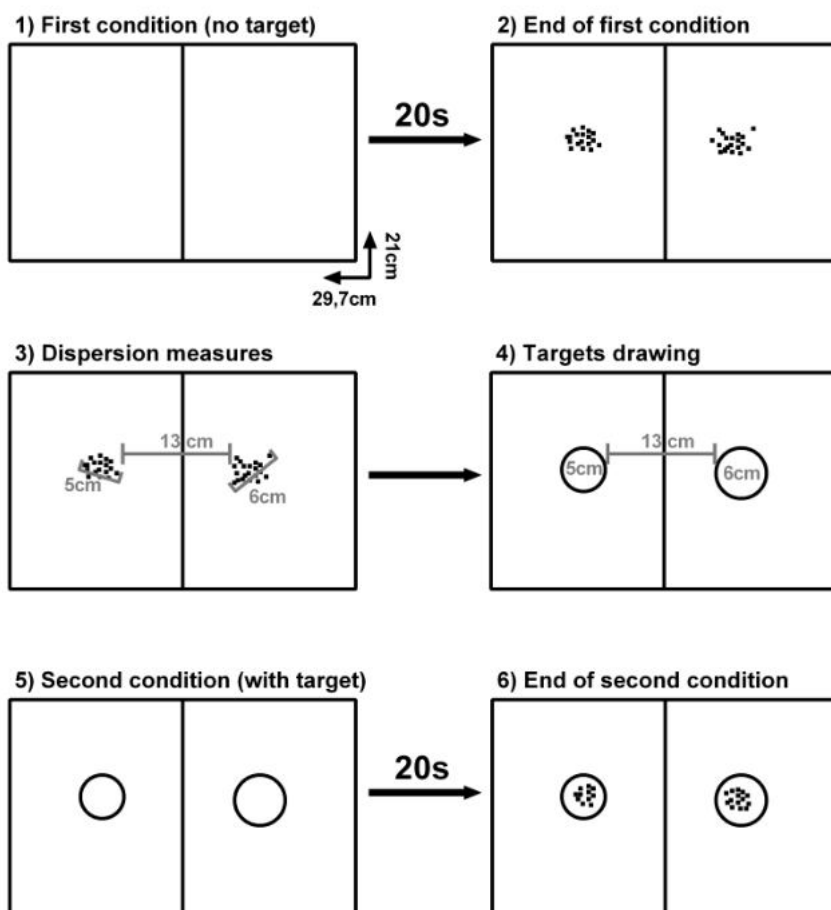 1) First condition (no target)
2) End of first condition
20s
21cm
29,7cm
3) Dispersion measures
4) Targets drawing
13 cm
5cm
6cm
13 cm
5cm
6cm
5) Second condition (with target)
6) End of second condition
20s